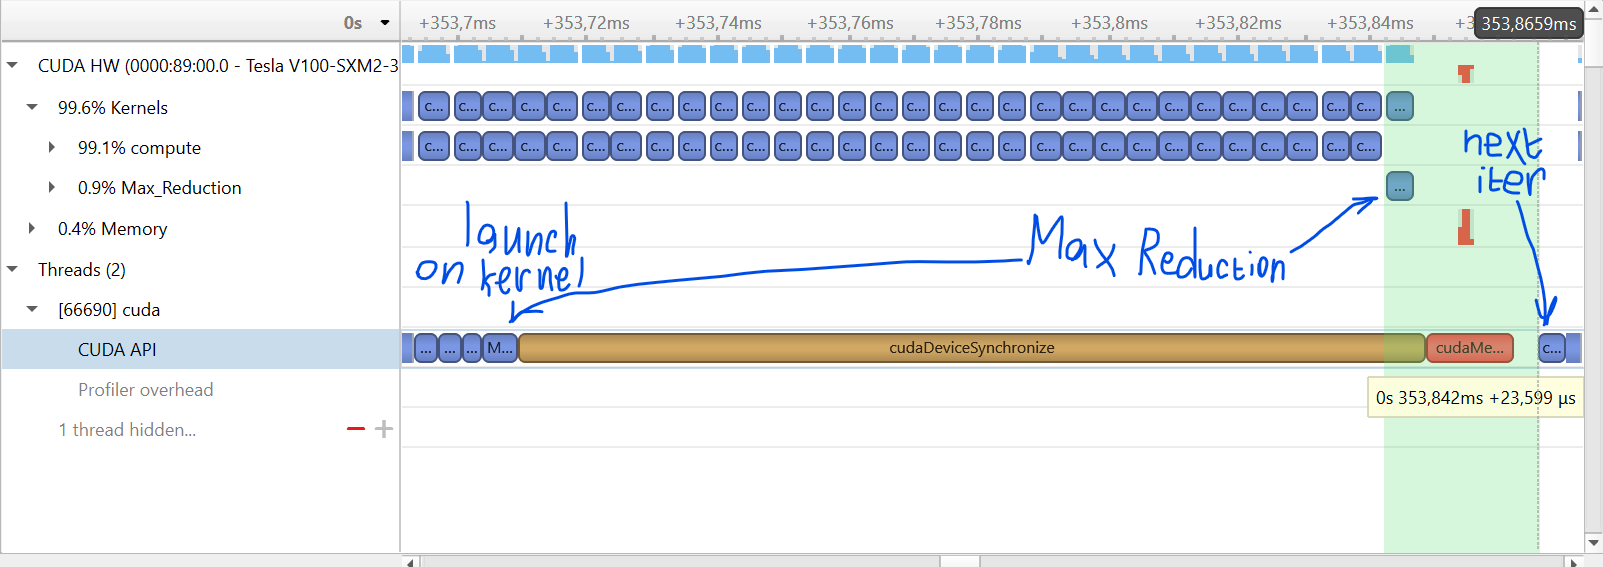 0s
+353,7ms +353,72ms +353,74ms +353,76ms +353,78ms +353,8ms +353,82ms +353,84ms 353,8659ms
CUDA HW (0000:89:00.0 - Tesla V100-SXM2-3
99.6% Kernels
c... c... c... c... c... c... c... c... c... c... c... c... c... c... c... c... c... c... c... c... c... c... c... c... c... c... c... c... c... ...
99.1% compute
c... c... c... c... c... c... c... c... c... c... c... c... c... c... c... c... c... c... c... c... c... c... c... c... c... c... c... c... c...
0.9% Max_Reduction
...
next
iter
0.4% Memory
launch
on kernel
Max Reduction
Threads (2)
[66690] cuda
CUDA API
... ... ... M... cudaDeviceSynchronize cudaMe... c...
Profiler overhead
0s 353,842ms +23,599 µs
1 thread hidden...